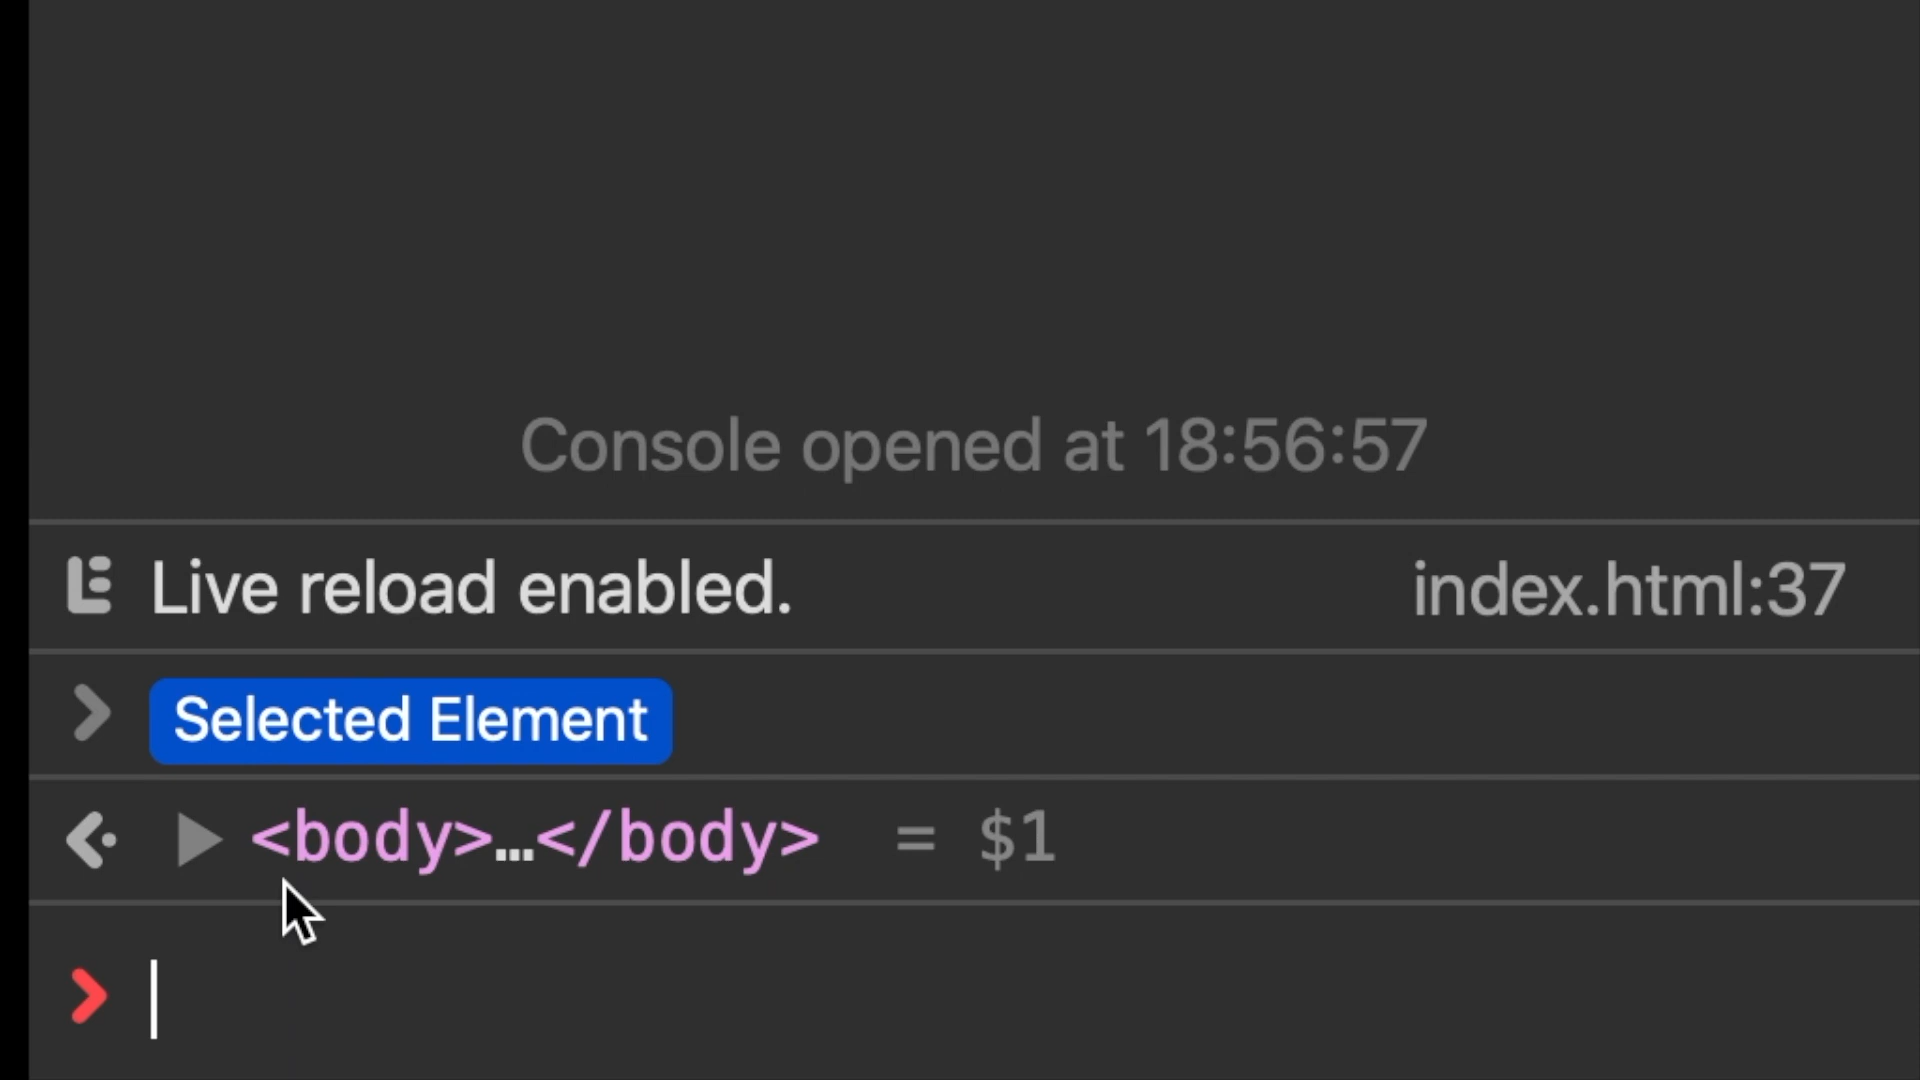 Console opened at 18:56:57
Live reload enabled. index.html:37
Selected Element
<body>…</body> = $1